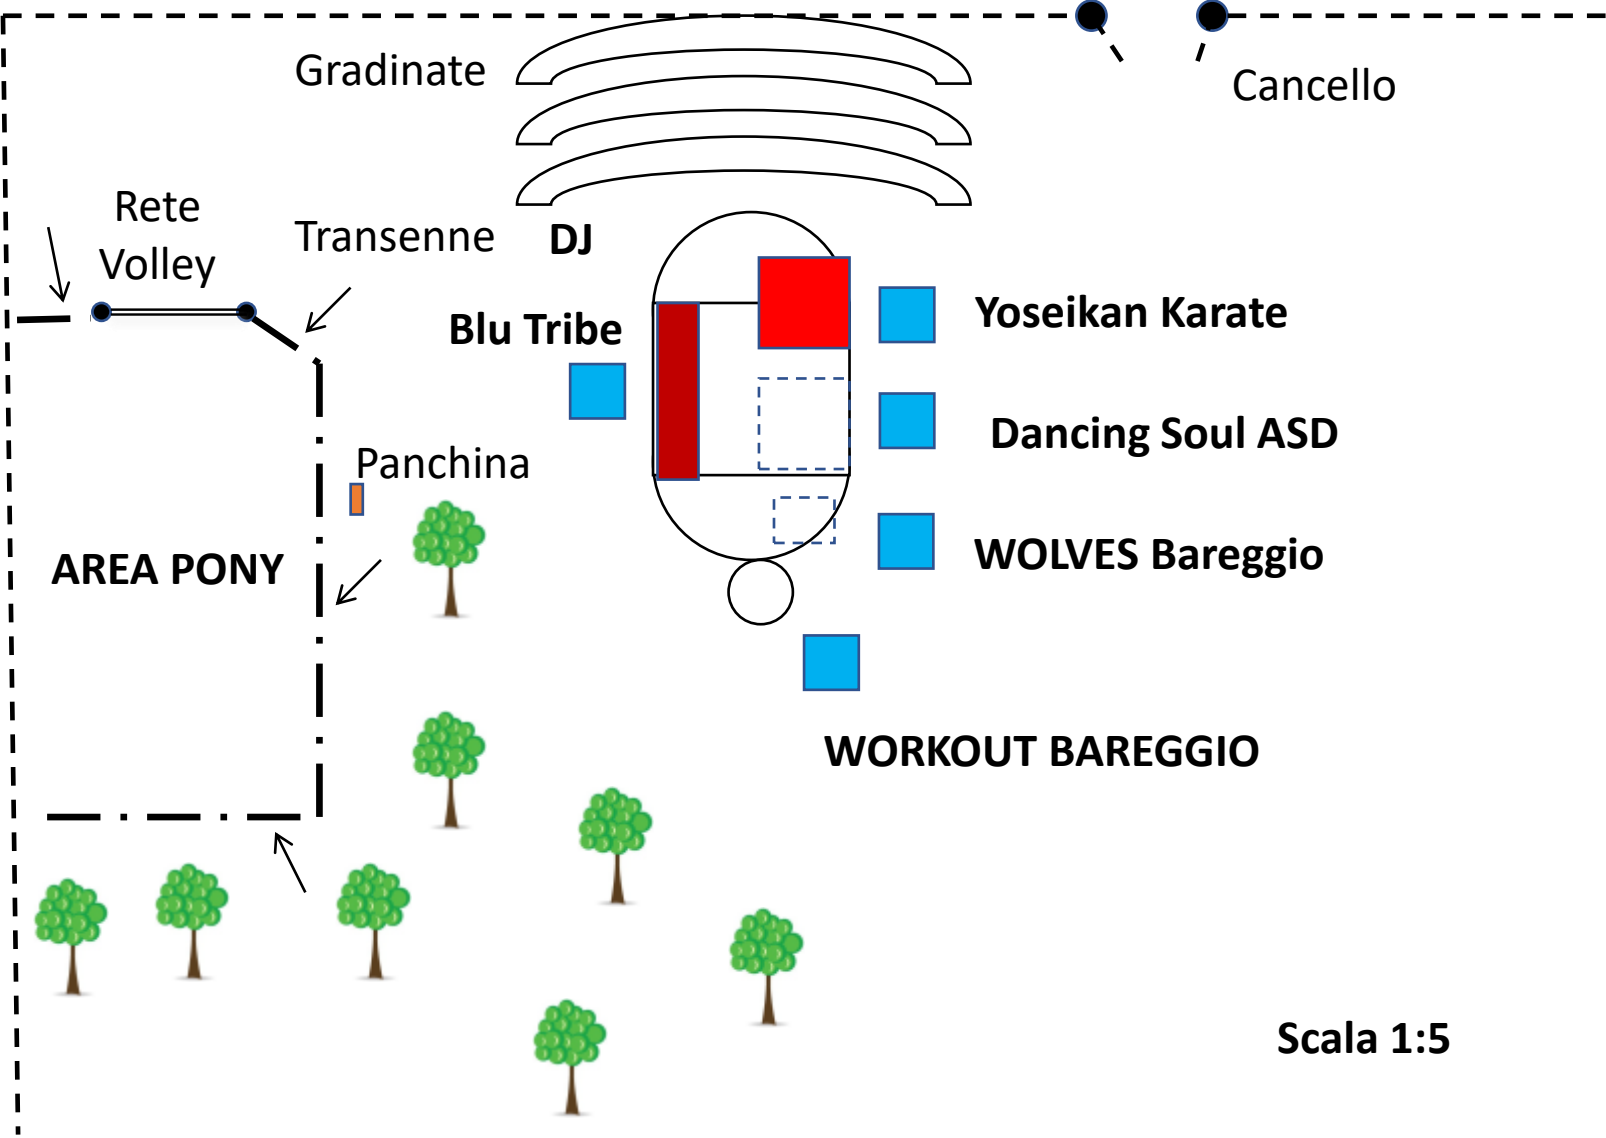 Gradinate
Cancello
Rete
Volley
Transenne
DJ
Blu Tribe
Yoseikan Karate
Dancing Soul ASD
Panchina
AREA PONY
WOLVES Bareggio
WORKOUT BAREGGIO
Scala 1:5